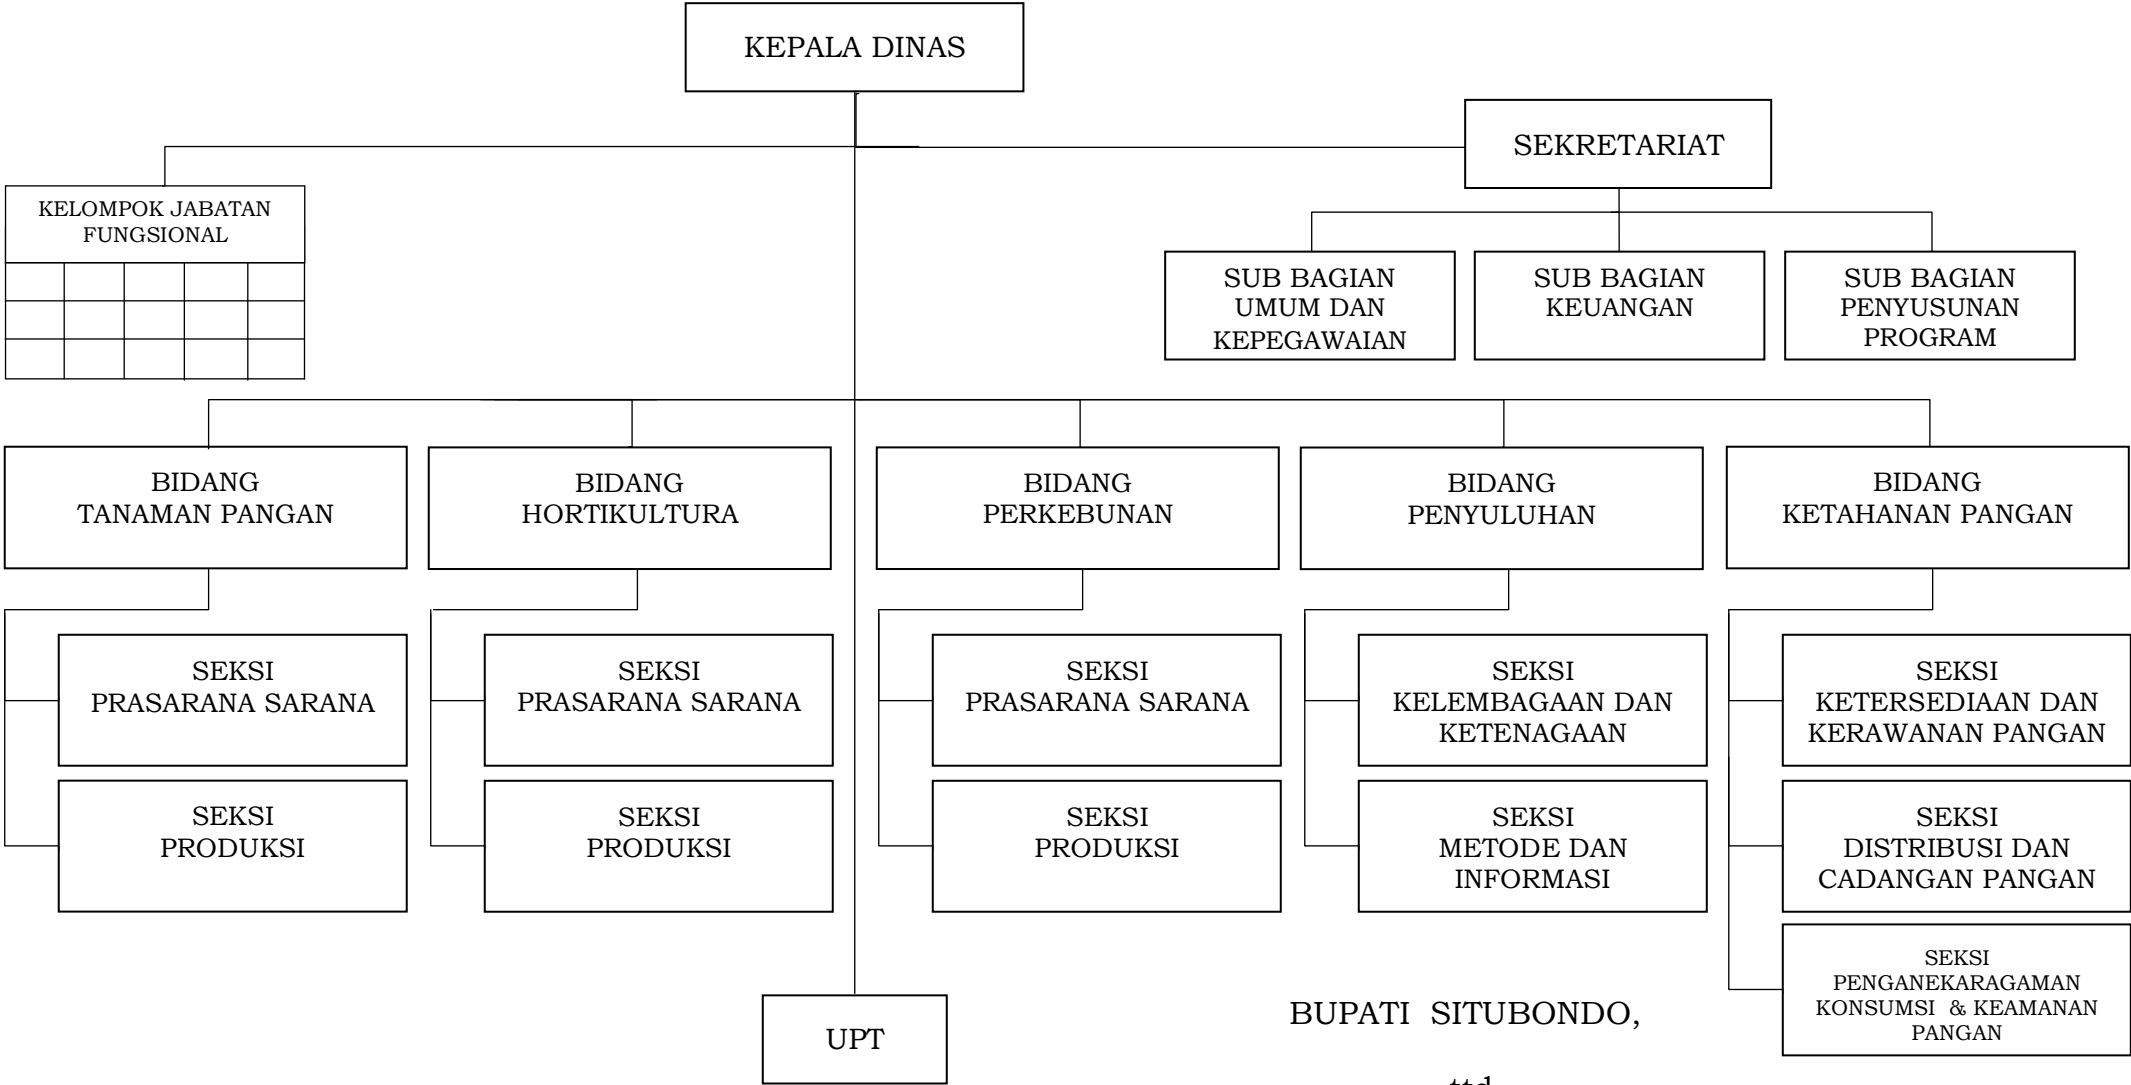 KEPALA DINAS
SEKRETARIAT
KELOMPOK JABATAN
FUNGSIONAL
SUB BAGIAN
UMUM DAN
KEPEGAWAIAN
SUB BAGIAN
KEUANGAN
SUB BAGIAN
PENYUSUNAN
PROGRAM
BIDANG
TANAMAN PANGAN
BIDANG
HORTIKULTURA
BIDANG
PERKEBUNAN
BIDANG
PENYULUHAN
BIDANG
KETAHANAN PANGAN
SEKSI
PRASARANA SARANA
SEKSI
PRASARANA SARANA
SEKSI
PRASARANA SARANA
SEKSI
KELEMBAGAAN DAN
KETENAGAAN
SEKSI
KETERSEDIAAN DAN
KERAWANAN PANGAN
SEKSI
PRODUKSI
SEKSI
PRODUKSI
SEKSI
PRODUKSI
SEKSI
METODE DAN
INFORMASI
SEKSI
DISTRIBUSI DAN
CADANGAN PANGAN
SEKSI
PENGANEKARAGAMAN
KONSUMSI & KEAMANAN
PANGAN
UPT
BUPATI SITUBONDO,
ttd